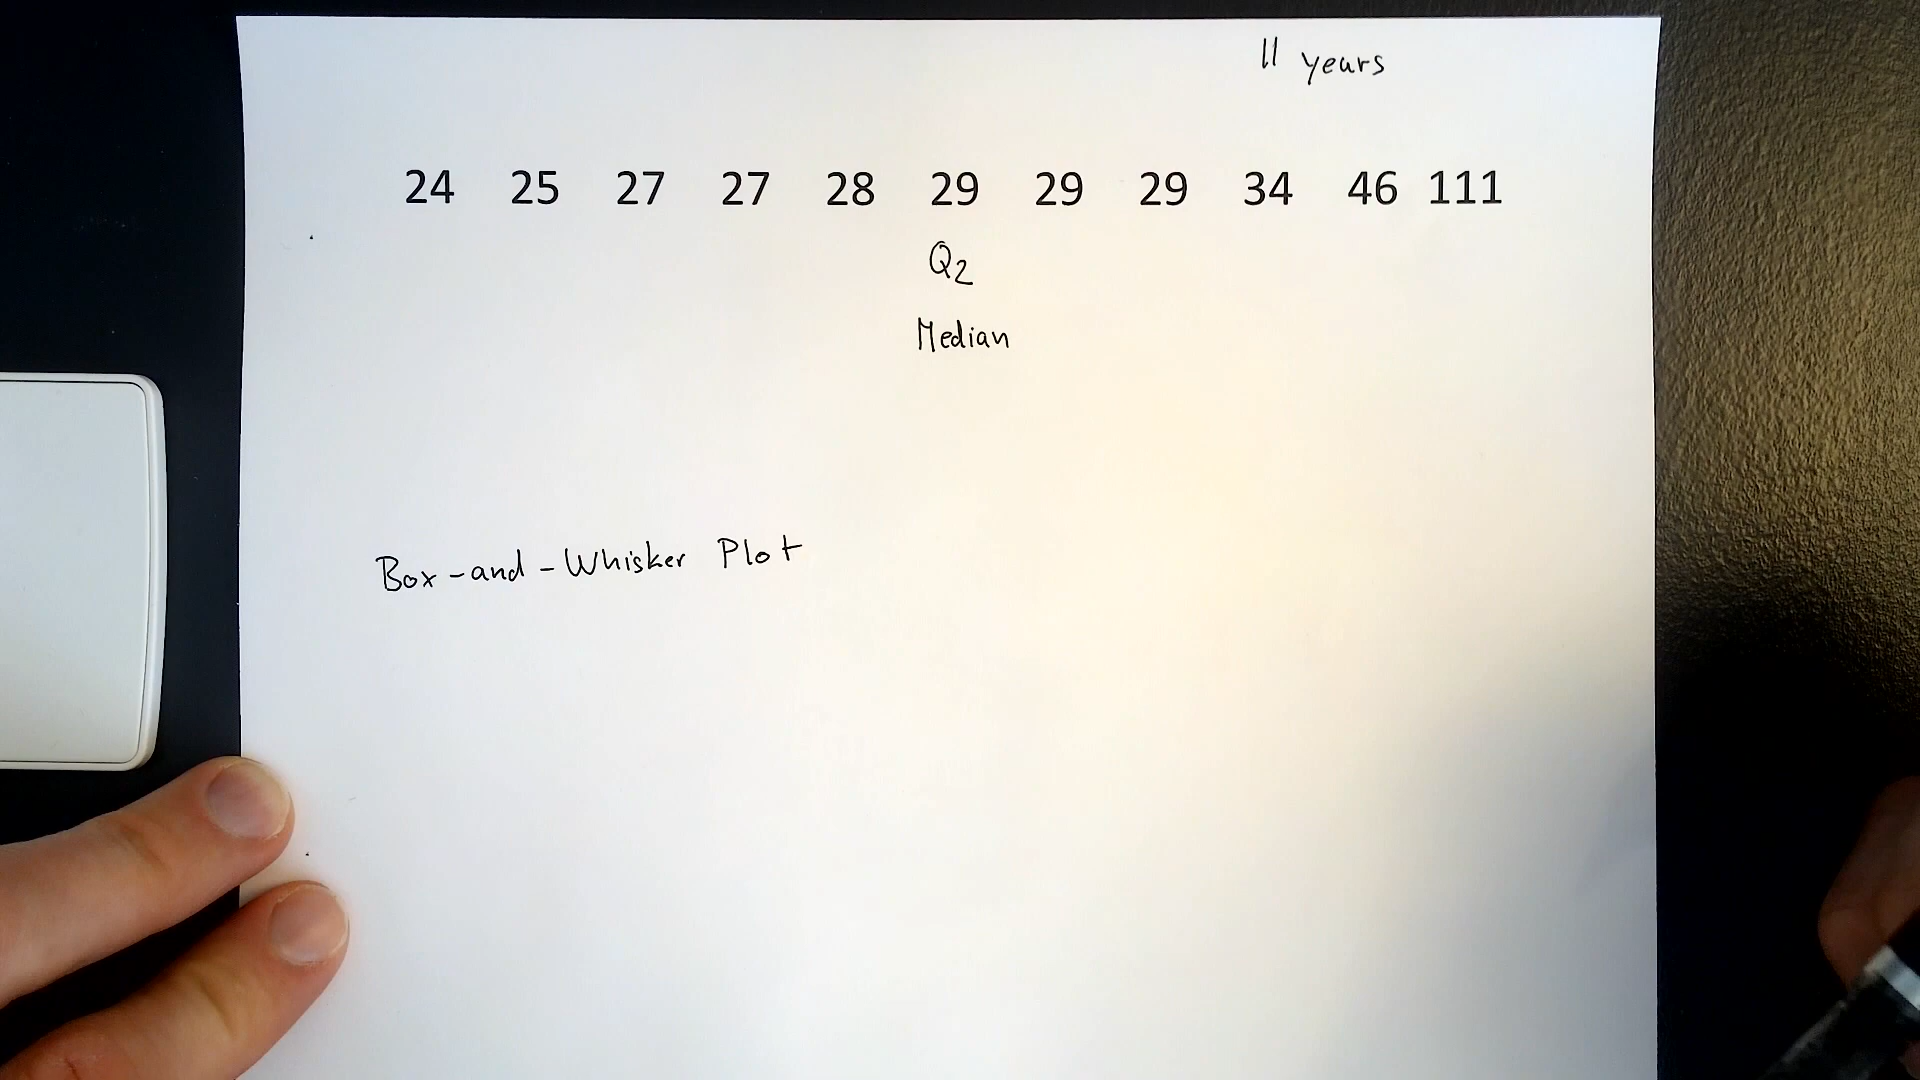 11 years
24 25 27 27 28 29 29 29 34 46 111
Q2
Median
Box-and-Whisker Plot